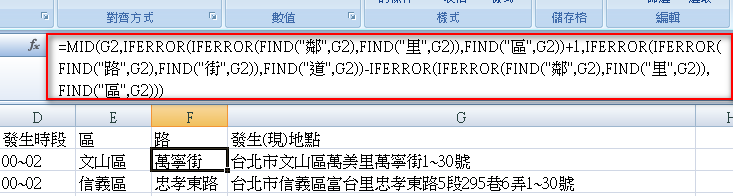 對齊方式 數值 樣式 儲存格 編輯
fx =MID(G2,IFERROR(IFERROR(FIND("鄰",G2),FIND("里",G2)),FIND("區",G2))+1,IFERROR(IFERROR(
FIND("路",G2),FIND("街",G2)),FIND("道",G2))-IFERROR(IFERROR(FIND("鄰",G2),FIND("里",G2)),
FIND("區",G2)))
D E F G H
發生時段 區 路 發生(現)地點
00~02 文山區 萬寧街 台北市文山區萬美里萬寧街1~30號
00~02 信義區 忠孝東路 台北市信義區富台里忠孝東路5段295巷6弄1~30號